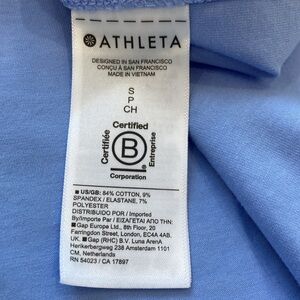 ATHLETA
DESIGNED IN SAN FRANCISCO
CONÇU À SAN FRANCISCO
MADE IN VIETNAM
S
P
CH
Certified
Certifiée
B
Entreprise
Corporation
■ US/GB: 84% COTTON, 9%
SPANDEX / ELASTANE, 7%
POLYESTER
DISTRIBUIDO POR / Imported
By/Importe Par / ΕΙΣΑΓΕΤΑΙ ΑΠΟ ΤΗΝ:
■ Gap Europe Ltd., 8th Floor, 20
Farringdon Street, London, EC4A 4AB.
UK. ■ Gap (RHC) B.V. Luna ArenA
Herikerbergweg 238 Amsterdam 1101
CM, Netherlands
RN 54023 / CA 17897